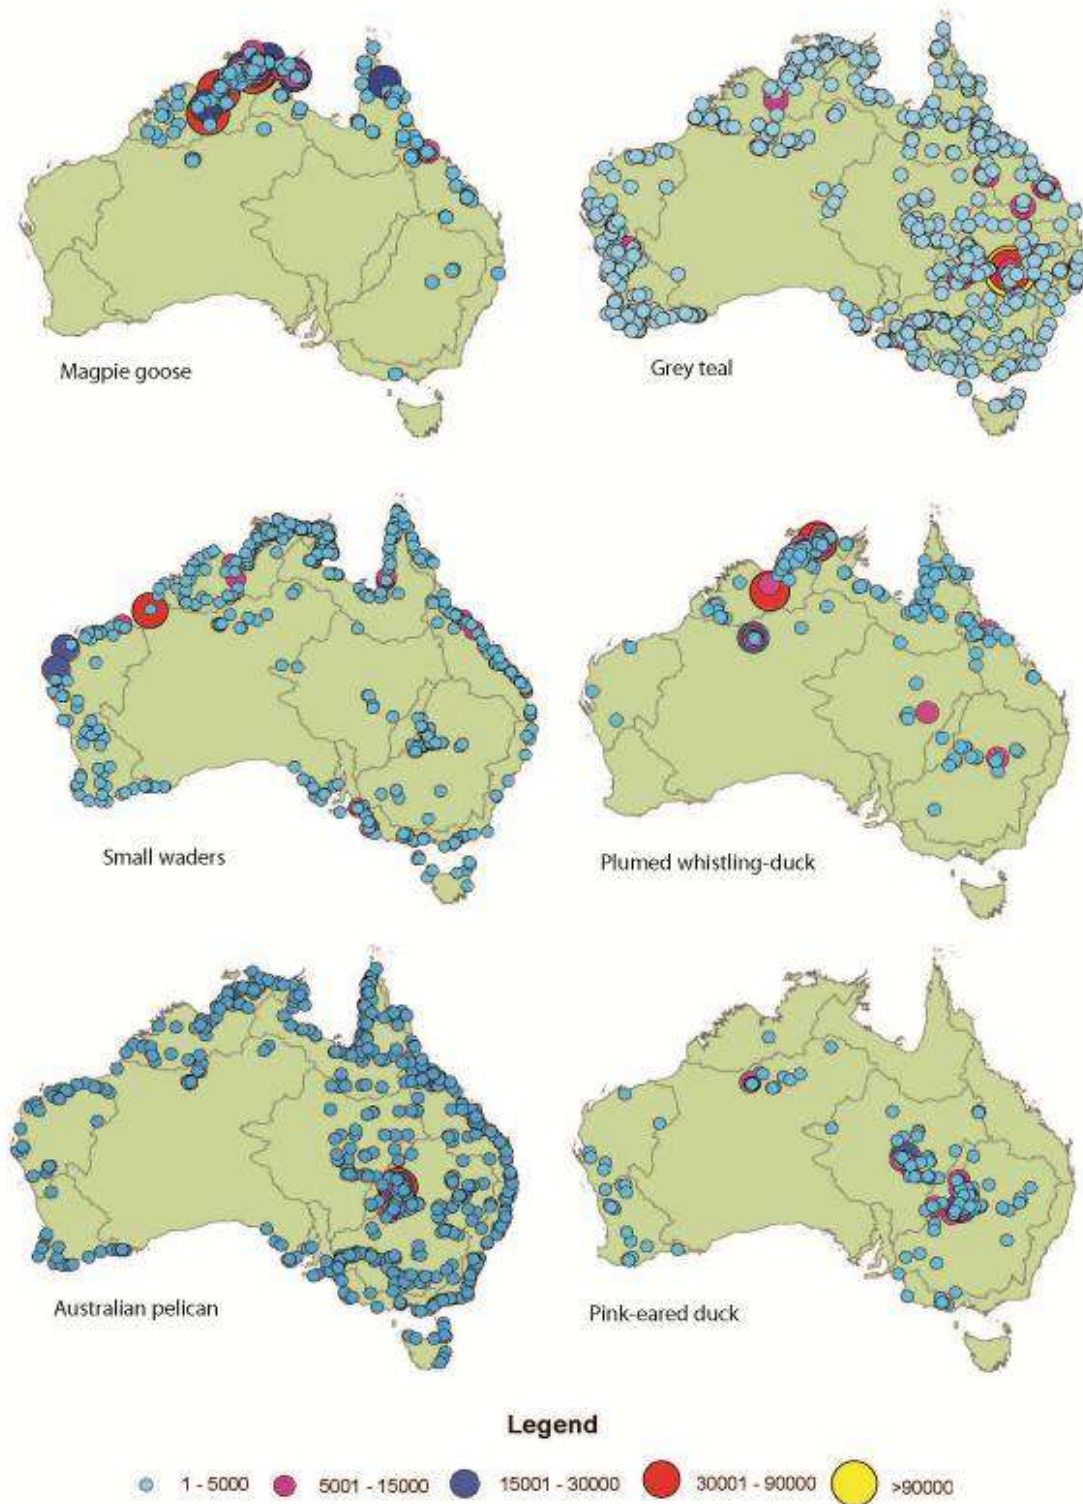 Magpie goose
Grey teal
Small waders
Plumed whistling-duck
Australian pelican
Pink-eared duck
Legend
1 - 5000
5001 - 15000
15001 - 30000
30001 - 90000
>90000